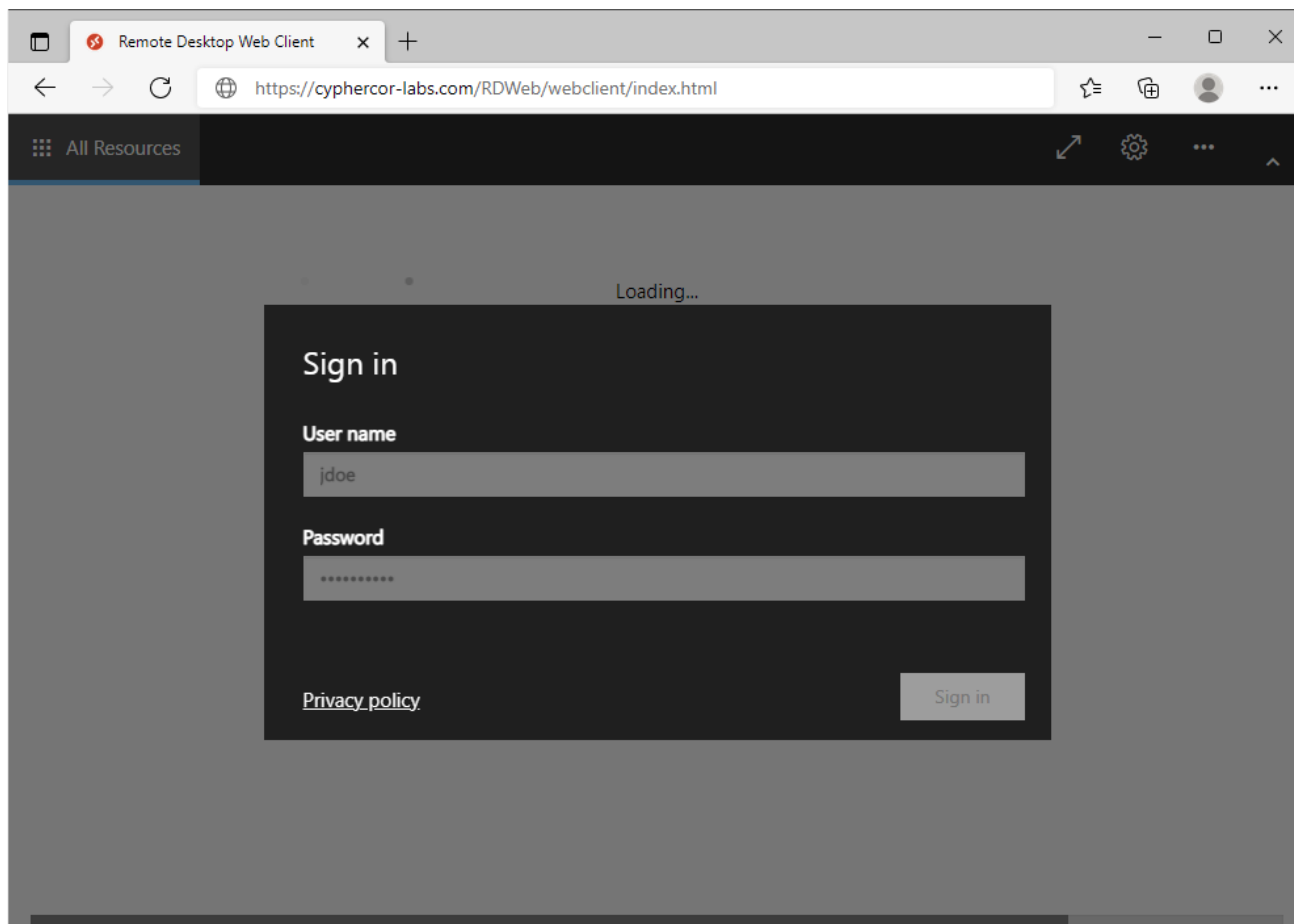 Remote Desktop Web Client
https://cyphercor-labs.com/RDWeb/webclient/index.html
All Resources
Loading...
Sign in
User name
jdoe
Password
••••••••••
Privacy policy
Sign in